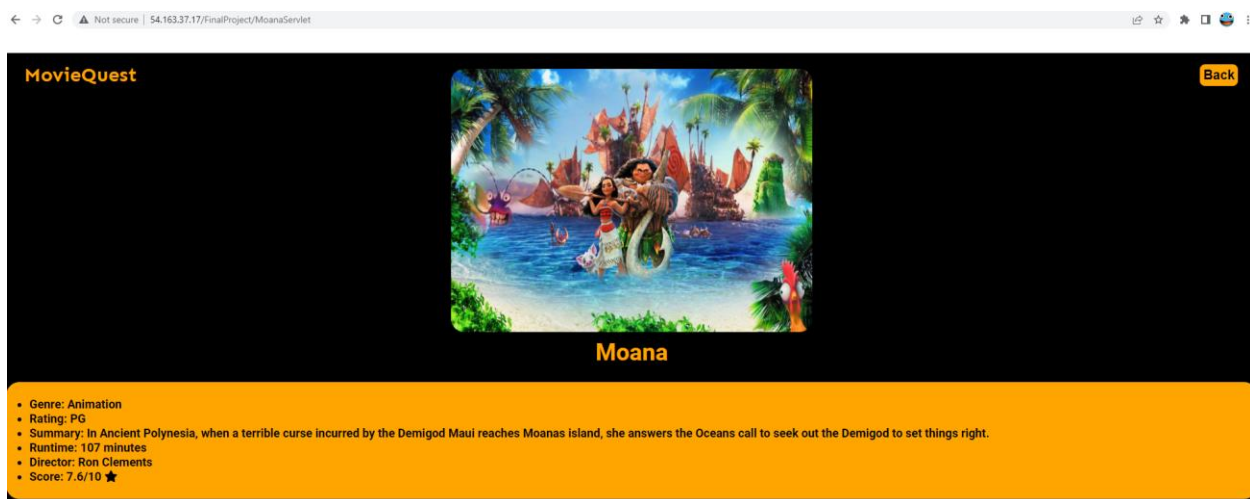 Not secure | 54.163.37.17/FinalProject/MoanaServlet
MovieQuest
Back
Moana
Genre: Animation
Rating: PG
Summary: In Ancient Polynesia, when a terrible curse incurred by the Demigod Maui reaches Moanas island, she answers the Oceans call to seek out the Demigod to set things right.
Runtime: 107 minutes
Director: Ron Clements
Score: 7.6/10